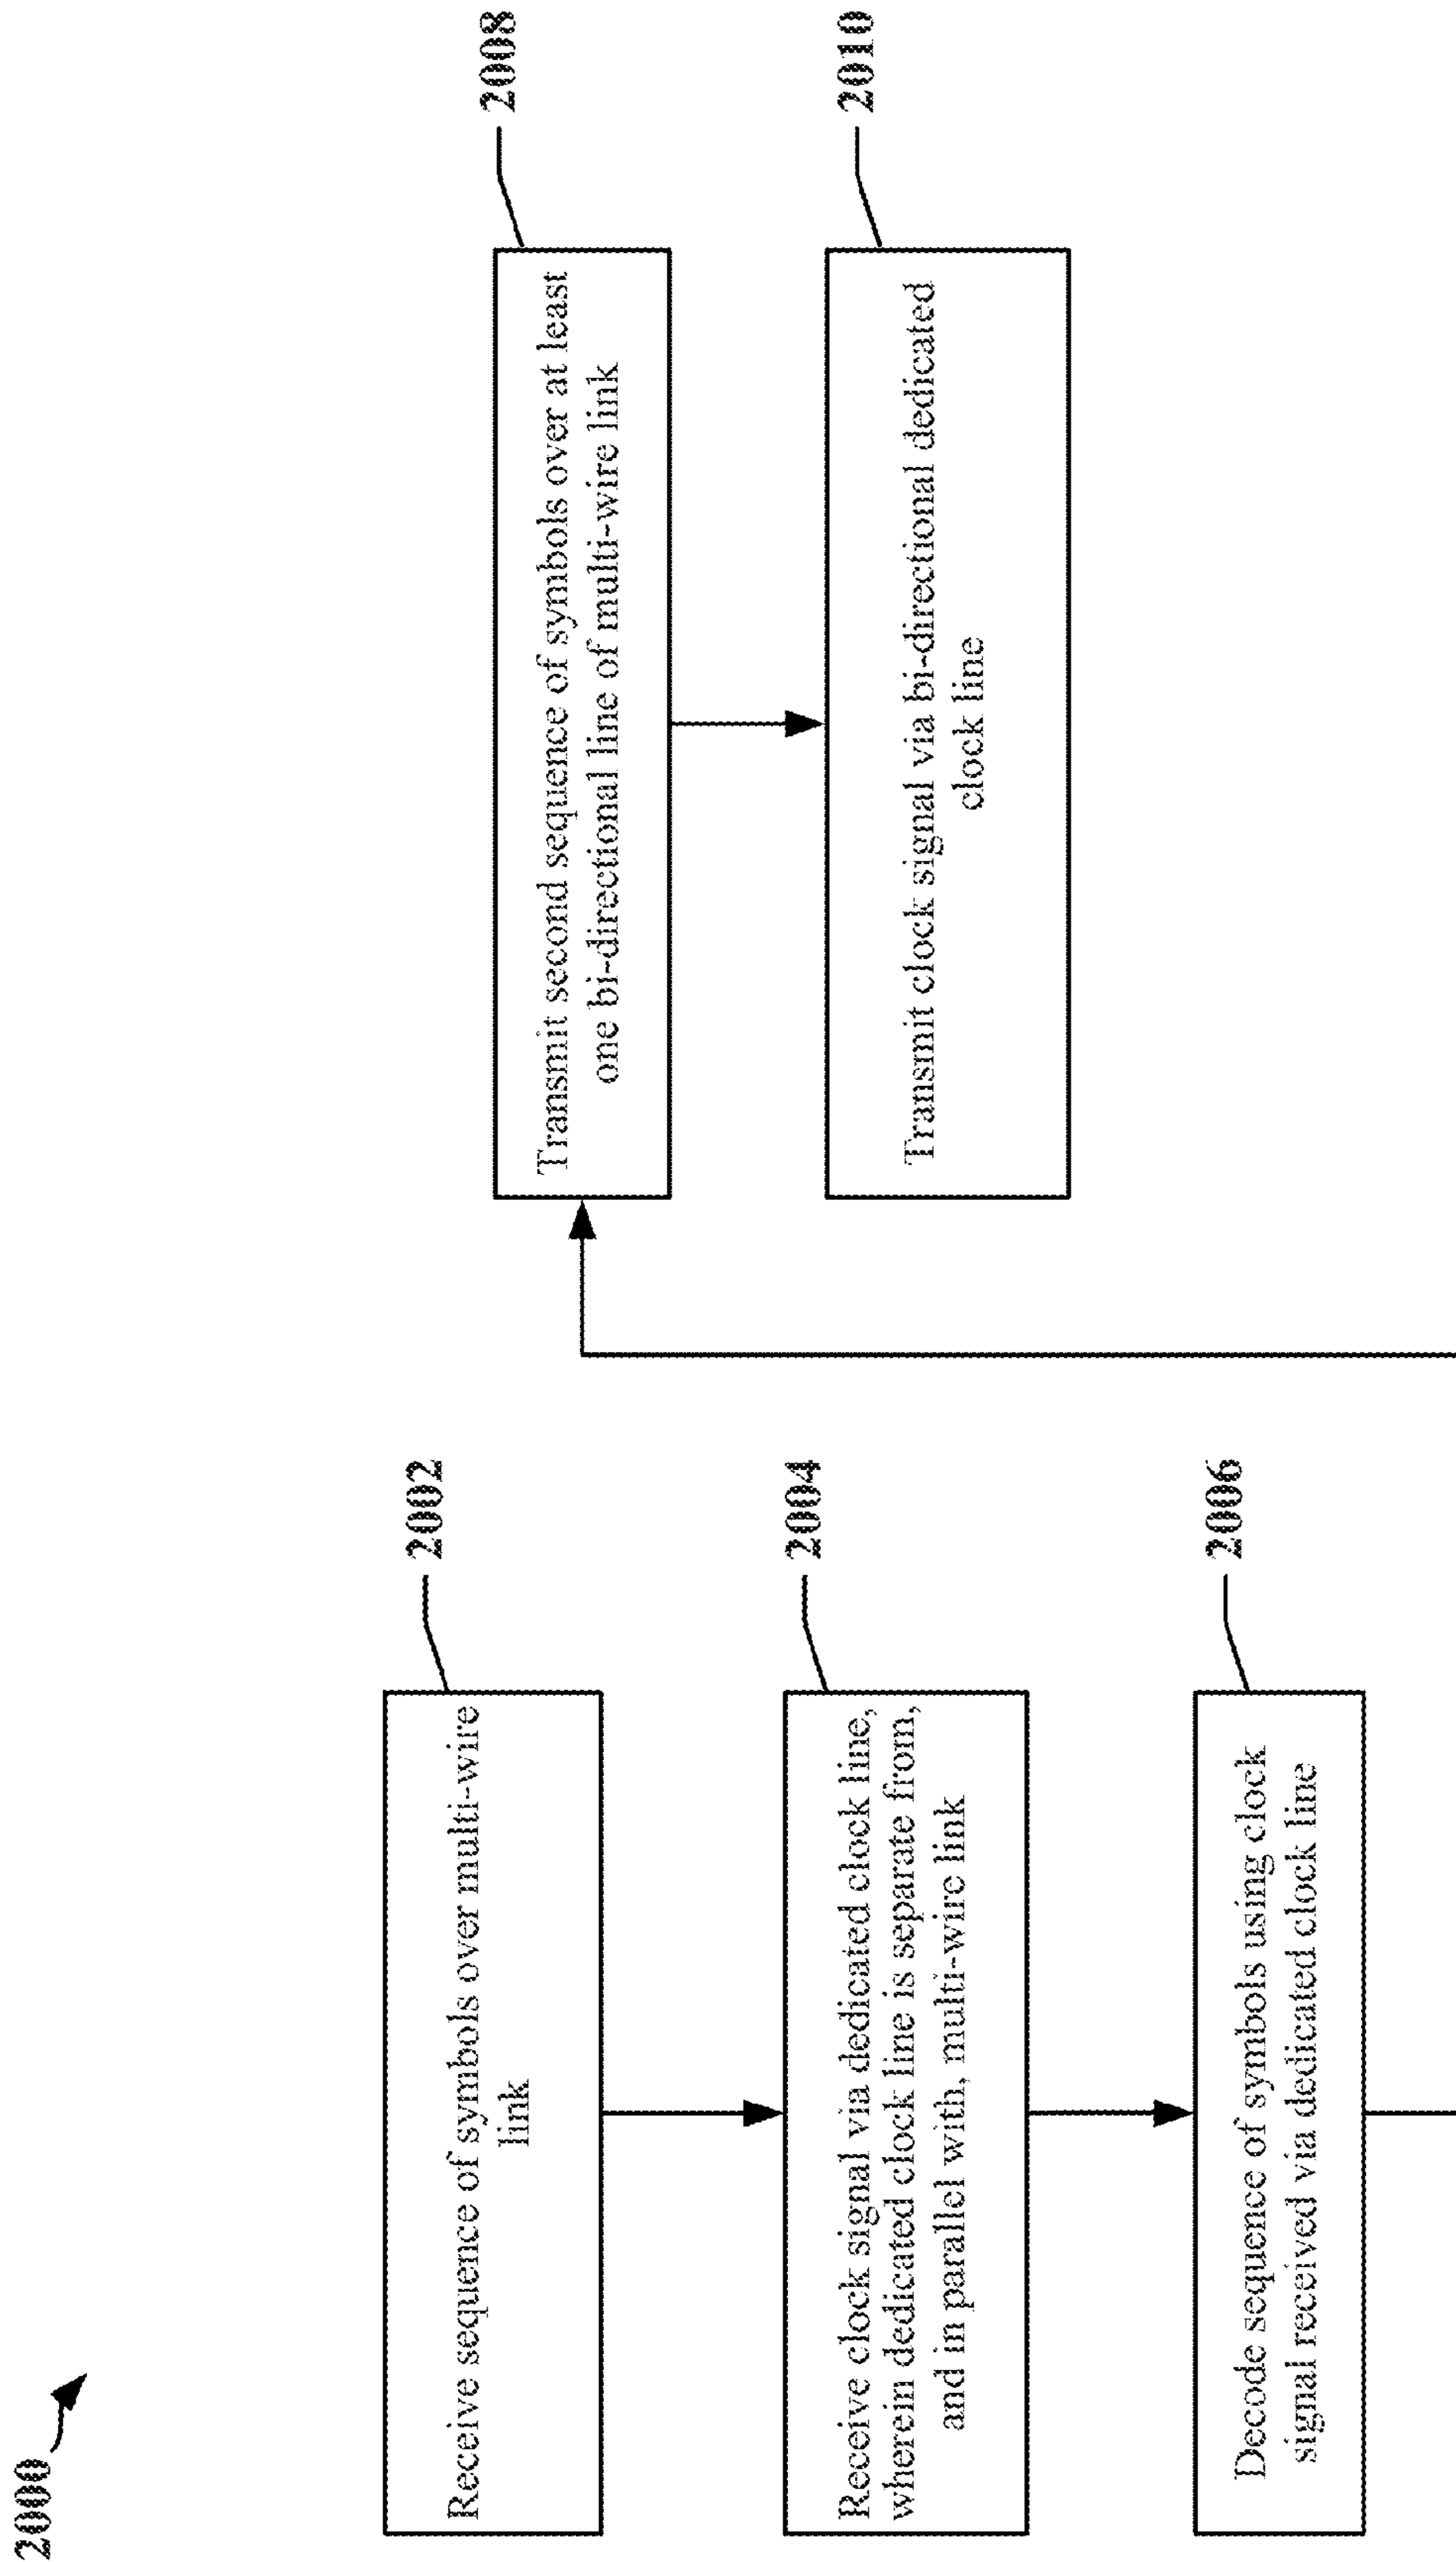 2000
2002
Receive sequence of symbols over multi-wire
link
2004
Receive clock signal via dedicated clock line,
wherein dedicated clock line is separate from,
and in parallel with, multi-wire link
2006
Decode sequence of symbols using clock
signal received via dedicated clock line
2008
Transmit second sequence of symbols over at least
one bi-directional line of multi-wire link
2010
Transmit clock signal via bi-directional dedicated
clock line